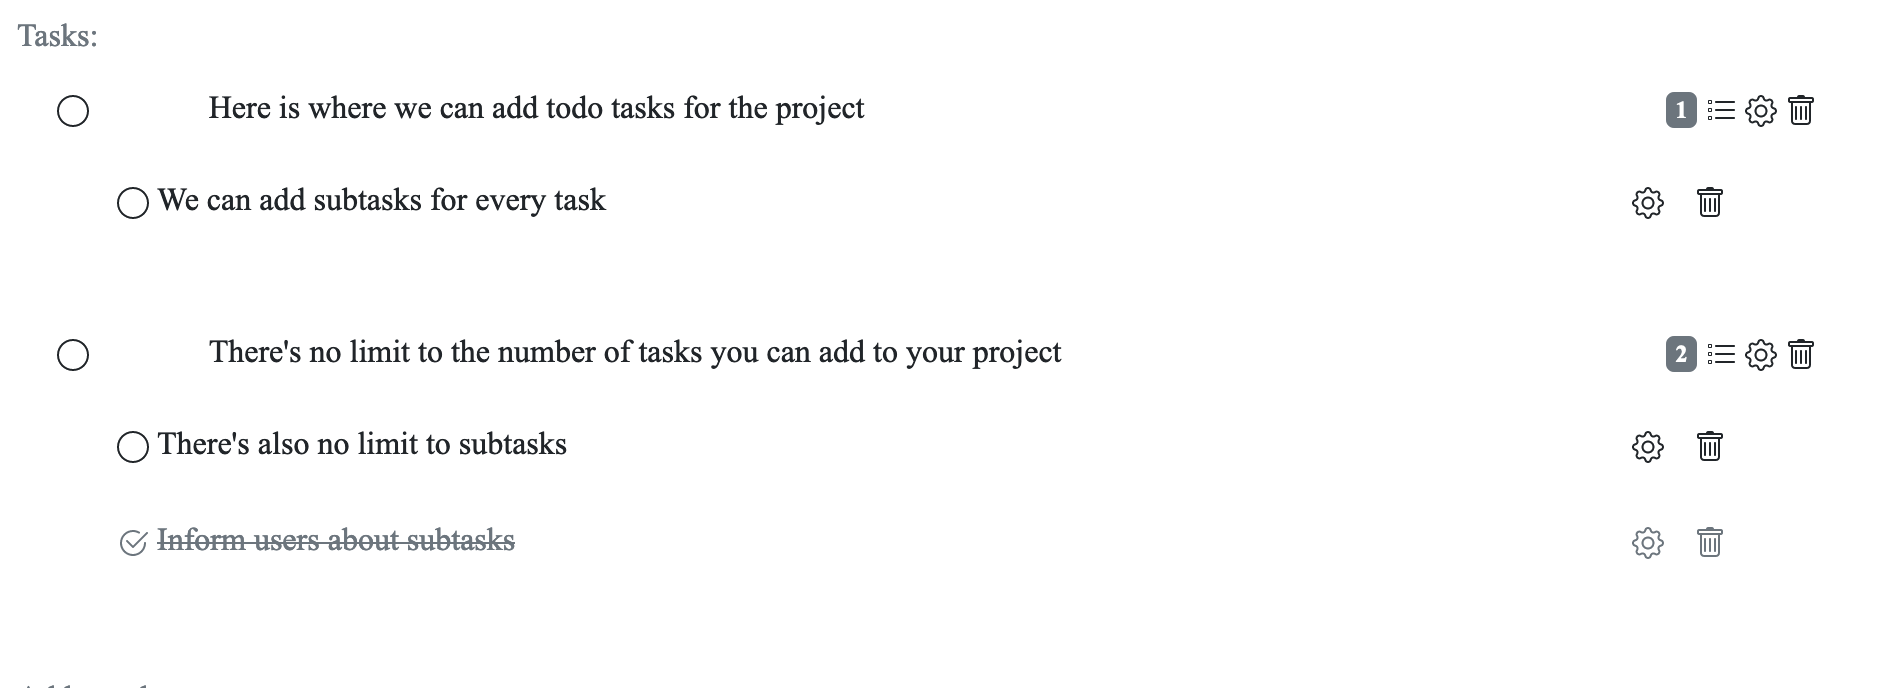 Tasks:
Here is where we can add todo tasks for the project
1
We can add subtasks for every task
There's no limit to the number of tasks you can add to your project
2
There's also no limit to subtasks
Inform users about subtasks